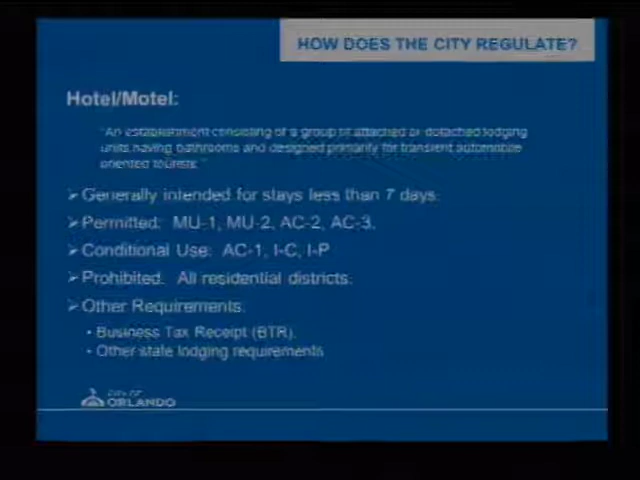 HOW DOES THE CITY REGULATE?
Hotel/Motel:
"An establishment consisting of a group of attached or detached lodging
units having bathrooms and designed primarily for transient automobile
oriented tourists."
➢ Generally intended for stays less than 7 days.
➢ Permitted: MU-1, MU-2, AC-2, AC-3.
➢ Conditional Use: AC-1, I-C, I-P
➢ Prohibited: All residential districts.
➢ Other Requirements:
• Business Tax Receipt (BTR).
• Other state lodging requirements
CITY OF
ORLANDO